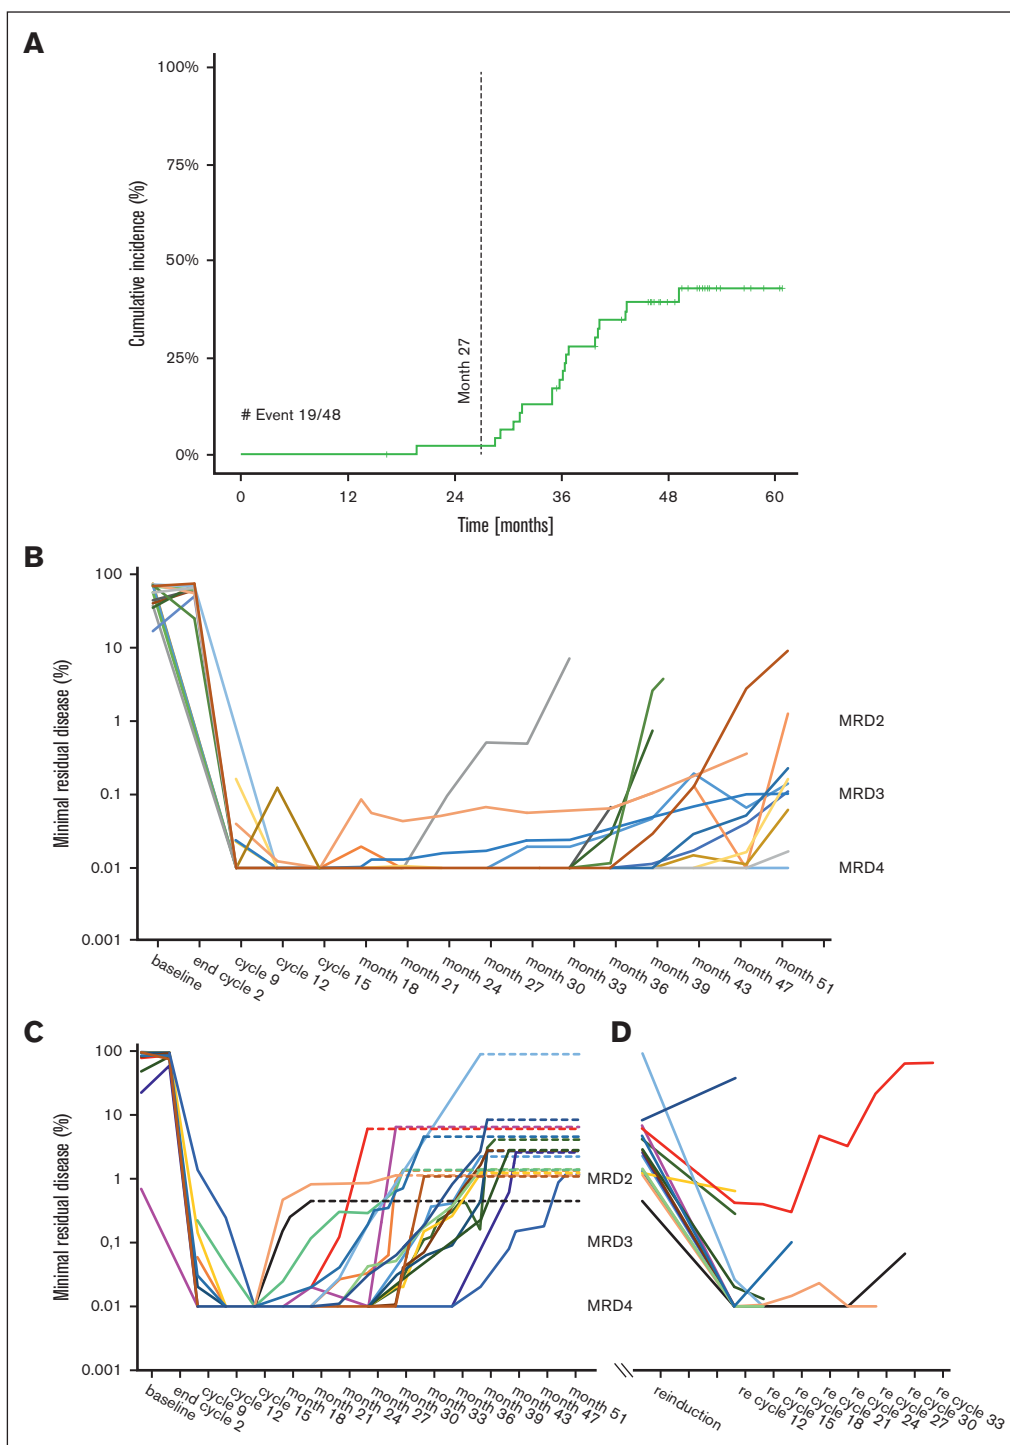 A
100%
75%
50%
25%
0%
Cumulative incidence (%)
Month 27
# Event 19/48
0 12 24 36 48 60
Time [months]
B
100
10
1
0.1
0.01
0.001
Minimal residual disease (%)
MRD2
MRD3
MRD4
baseline
end cycle 2
cycle 9
cycle 12
cycle 15
month 18
month 21
month 24
month 27
month 30
month 33
month 36
month 39
month 43
month 47
month 51
C
100
10
1
0,1
0.01
0.001
Minimal residual disease (%)
MRD2
MRD3
MRD4
baseline
end cycle 2
cycle 9
cycle 12
cycle 15
month 18
month 21
month 24
month 27
month 30
month 33
month 36
month 39
month 43
month 47
month 51
D
reinduction
re cycle 12
re cycle 15
re cycle 18
re cycle 21
re cycle 24
re cycle 27
re cycle 30
re cycle 33